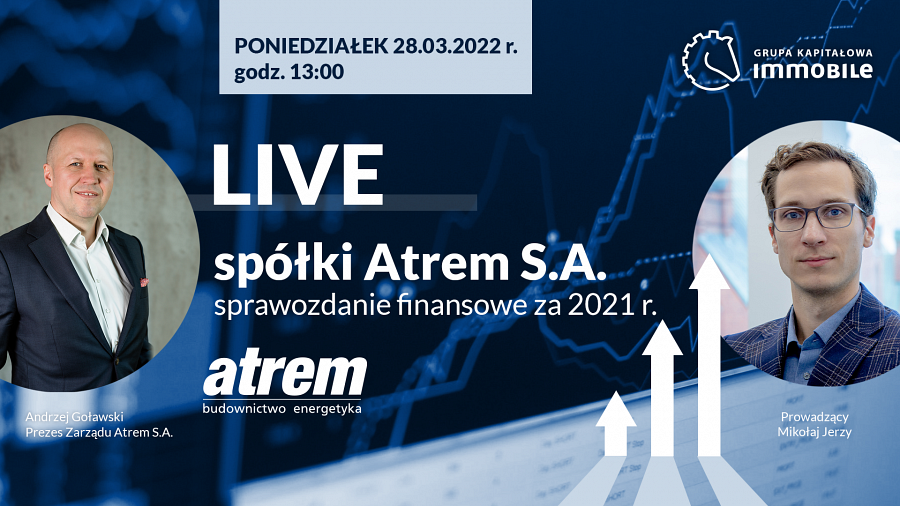 PONIEDZIAŁEK 28.03.2022 r.
godz. 13:00
GRUPA KAPITAŁOWA
IMMOBILE
LIVE
spółki Atrem S.A.
sprawozdanie finansowe za 2021 r.
atrem
budownictwo energetyka
Andrzej Goławski
Prezes Zarządu Atrem S.A.
Prowadzący
Mikołaj Jerzy